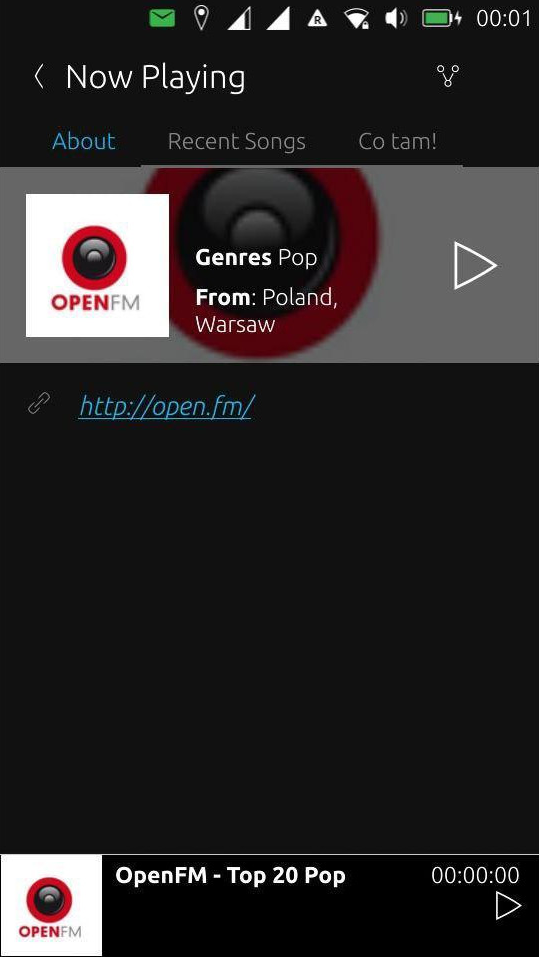 00:01
Now Playing
About Recent Songs Co tam!
OPENFM
Genres Pop
From: Poland,
Warsaw
http://open.fm/
OpenFM - Top 20 Pop 00:00:00
OPENFM